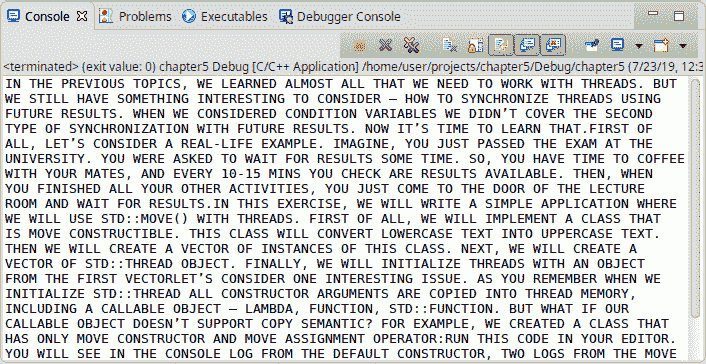 Console Problems Executables Debugger Console
<terminated> (exit value: 0) chapter5 Debug [C/C++ Application] /home/user/projects/chapter5/Debug/chapter5 (7/23/19, 12:3
IN THE PREVIOUS TOPICS, WE LEARNED ALMOST ALL THAT WE NEED TO WORK WITH THREADS. BUT
WE STILL HAVE SOMETHING INTERESTING TO CONSIDER – HOW TO SYNCHRONIZE THREADS USING
FUTURE RESULTS. WHEN WE CONSIDERED CONDITION VARIABLES WE DIDN’T COVER THE SECOND
TYPE OF SYNCHRONIZATION WITH FUTURE RESULTS. NOW IT’S TIME TO LEARN THAT.FIRST OF
ALL, LET’S CONSIDER A REAL-LIFE EXAMPLE. IMAGINE, YOU JUST PASSED THE EXAM AT THE
UNIVERSITY. YOU WERE ASKED TO WAIT FOR RESULTS SOME TIME. SO, YOU HAVE TIME TO COFFEE
WITH YOUR MATES, AND EVERY 10-15 MINS YOU CHECK ARE RESULTS AVAILABLE. THEN, WHEN
YOU FINISHED ALL YOUR OTHER ACTIVITIES, YOU JUST COME TO THE DOOR OF THE LECTURE
ROOM AND WAIT FOR RESULTS.IN THIS EXERCISE, WE WILL WRITE A SIMPLE APPLICATION WHERE
WE WILL USE STD::MOVE() WITH THREADS. FIRST OF ALL, WE WILL IMPLEMENT A CLASS THAT
IS MOVE CONSTRUCTIBLE. THIS CLASS WILL CONVERT LOWERCASE TEXT INTO UPPERCASE TEXT.
THEN WE WILL CREATE A VECTOR OF INSTANCES OF THIS CLASS. NEXT, WE WILL CREATE A
VECTOR OF STD::THREAD OBJECT. FINALLY, WE WILL INITIALIZE THREADS WITH AN OBJECT
FROM THE FIRST VECTORLET’S CONSIDER ONE INTERESTING ISSUE. AS YOU REMEMBER WHEN WE
INITIALIZE STD::THREAD ALL CONSTRUCTOR ARGUMENTS ARE COPIED INTO THREAD MEMORY,
INCLUDING A CALLABLE OBJECT – LAMBDA, FUNCTION, STD::FUNCTION. BUT WHAT IF OUR
CALLABLE OBJECT DOESN’T SUPPORT COPY SEMANTIC? FOR EXAMPLE, WE CREATED A CLASS THAT
HAS ONLY MOVE CONSTRUCTOR AND MOVE ASSIGNMENT OPERATOR:RUN THIS CODE IN YOUR EDITOR.
YOU WILL SEE IN THE CONSOLE LOG FROM THE DEFAULT CONSTRUCTOR, TWO LOGS FROM THE MOVE